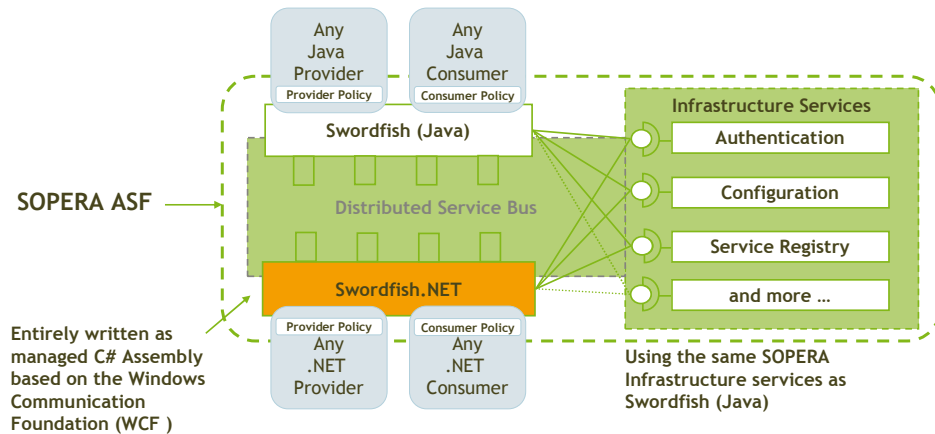 Any
Java
Provider
Provider Policy
Any
Java
Consumer
Consumer Policy
Swordfish (Java)
Infrastructure Services
Authentication
Configuration
Service Registry
and more ...
SOPERA ASF
Distributed Service Bus
Swordfish.NET
Provider Policy
Any
.NET
Provider
Consumer Policy
Any
.NET
Consumer
Entirely written as
managed C# Assembly
based on the Windows
Communication
Foundation (WCF )
Using the same SOPERA
Infrastructure services as
Swordfish (Java)